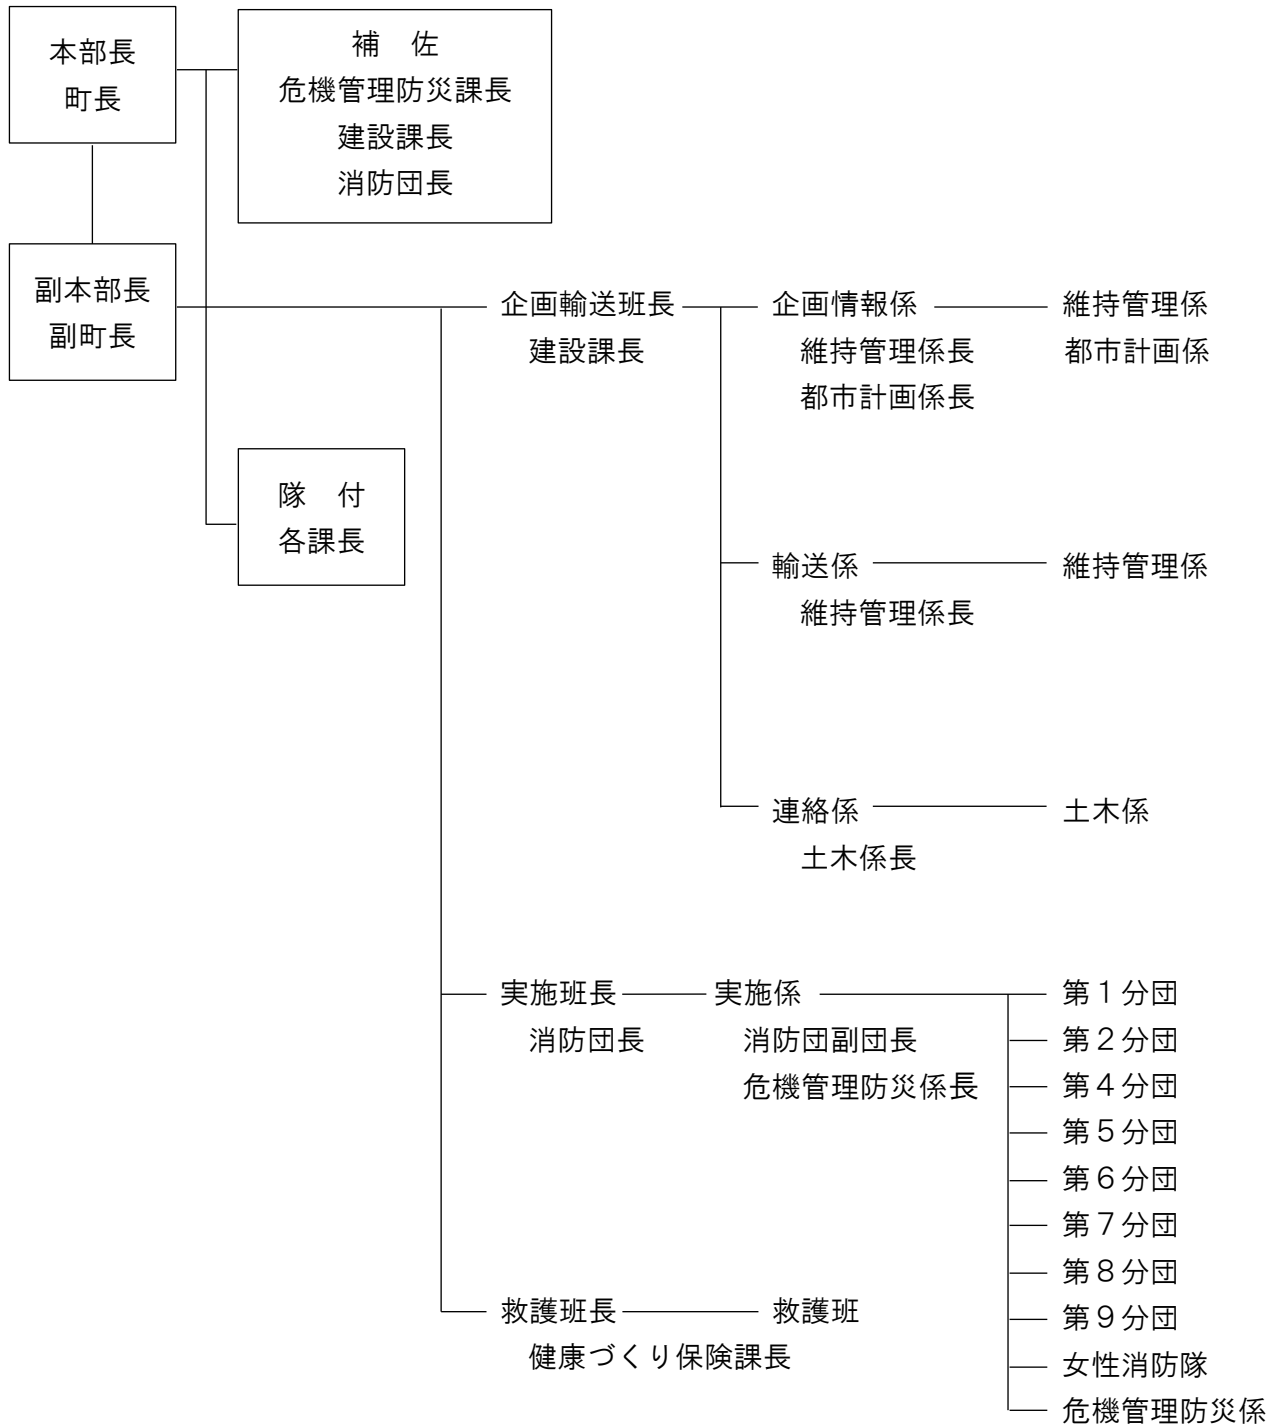 本部長
町長
補　佐
危機管理防災課長
建設課長
消防団長
副本部長
副町長
企画輸送班長
建設課長
企画情報係
維持管理係長
都市計画係長
維持管理係
都市計画係
隊　付
各課長
輸送係
維持管理係長
維持管理係
連絡係
土木係長
土木係
実施班長
消防団長
実施係
消防団副団長
危機管理防災係長
第１分団
第２分団
第４分団
第５分団
第６分団
第７分団
第８分団
第９分団
女性消防隊
危機管理防災係
救護班長
健康づくり保険課長
救護班